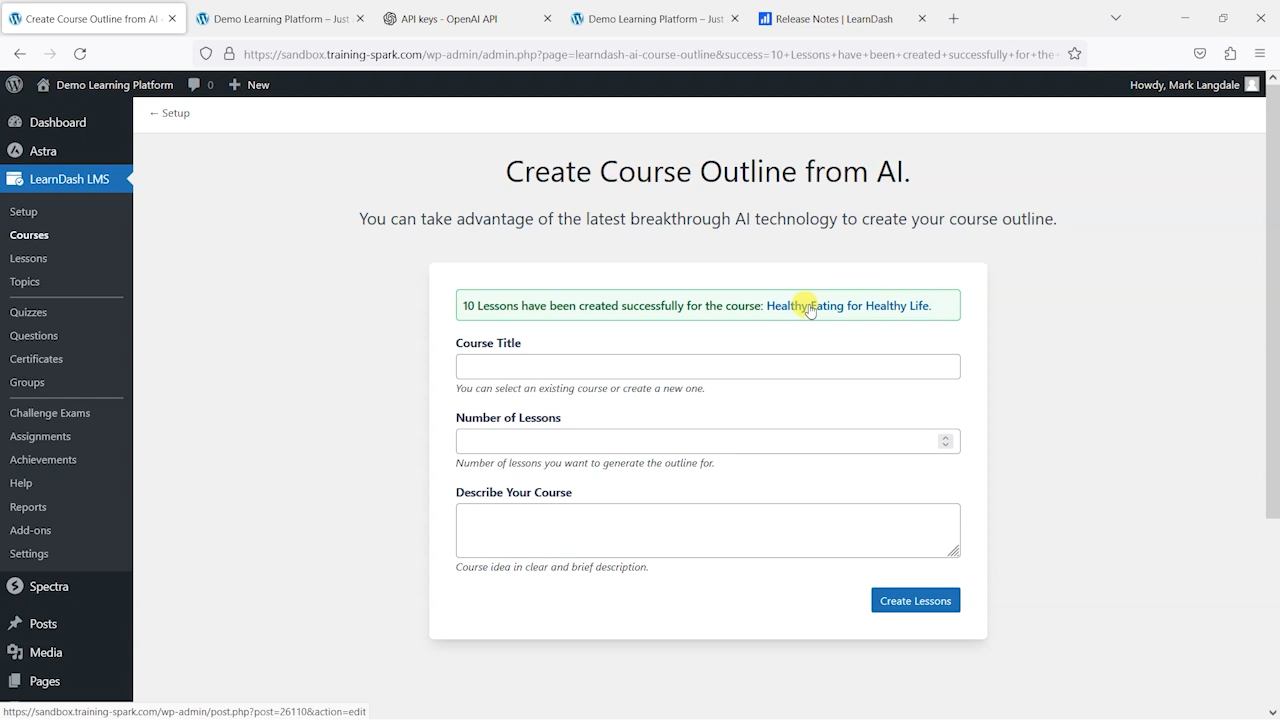 Create Course Outline from AI
Demo Learning Platform – Just
API keys - OpenAI API
Demo Learning Platform – Just
Release Notes | LearnDash
https://sandbox.training-spark.com/wp-admin/admin.php?page=learndash-ai-course-outline&success=10+Lessons+have+been+created+successfully+for+the+
Demo Learning Platform
0
New
Howdy, Mark Langdale
Dashboard
Astra
LearnDash LMS
Setup
Courses
Lessons
Topics
Quizzes
Questions
Certificates
Groups
Challenge Exams
Assignments
Achievements
Help
Reports
Add-ons
Settings
Spectra
Posts
Media
Pages
← Setup
Create Course Outline from AI.
You can take advantage of the latest breakthrough AI technology to create your course outline.
10 Lessons have been created successfully for the course: Healthy Eating for Healthy Life.
Course Title
You can select an existing course or create a new one.
Number of Lessons
Number of lessons you want to generate the outline for.
Describe Your Course
Course idea in clear and brief description.
Create Lessons
https://sandbox.training-spark.com/wp-admin/post.php?post=26110&action=edit